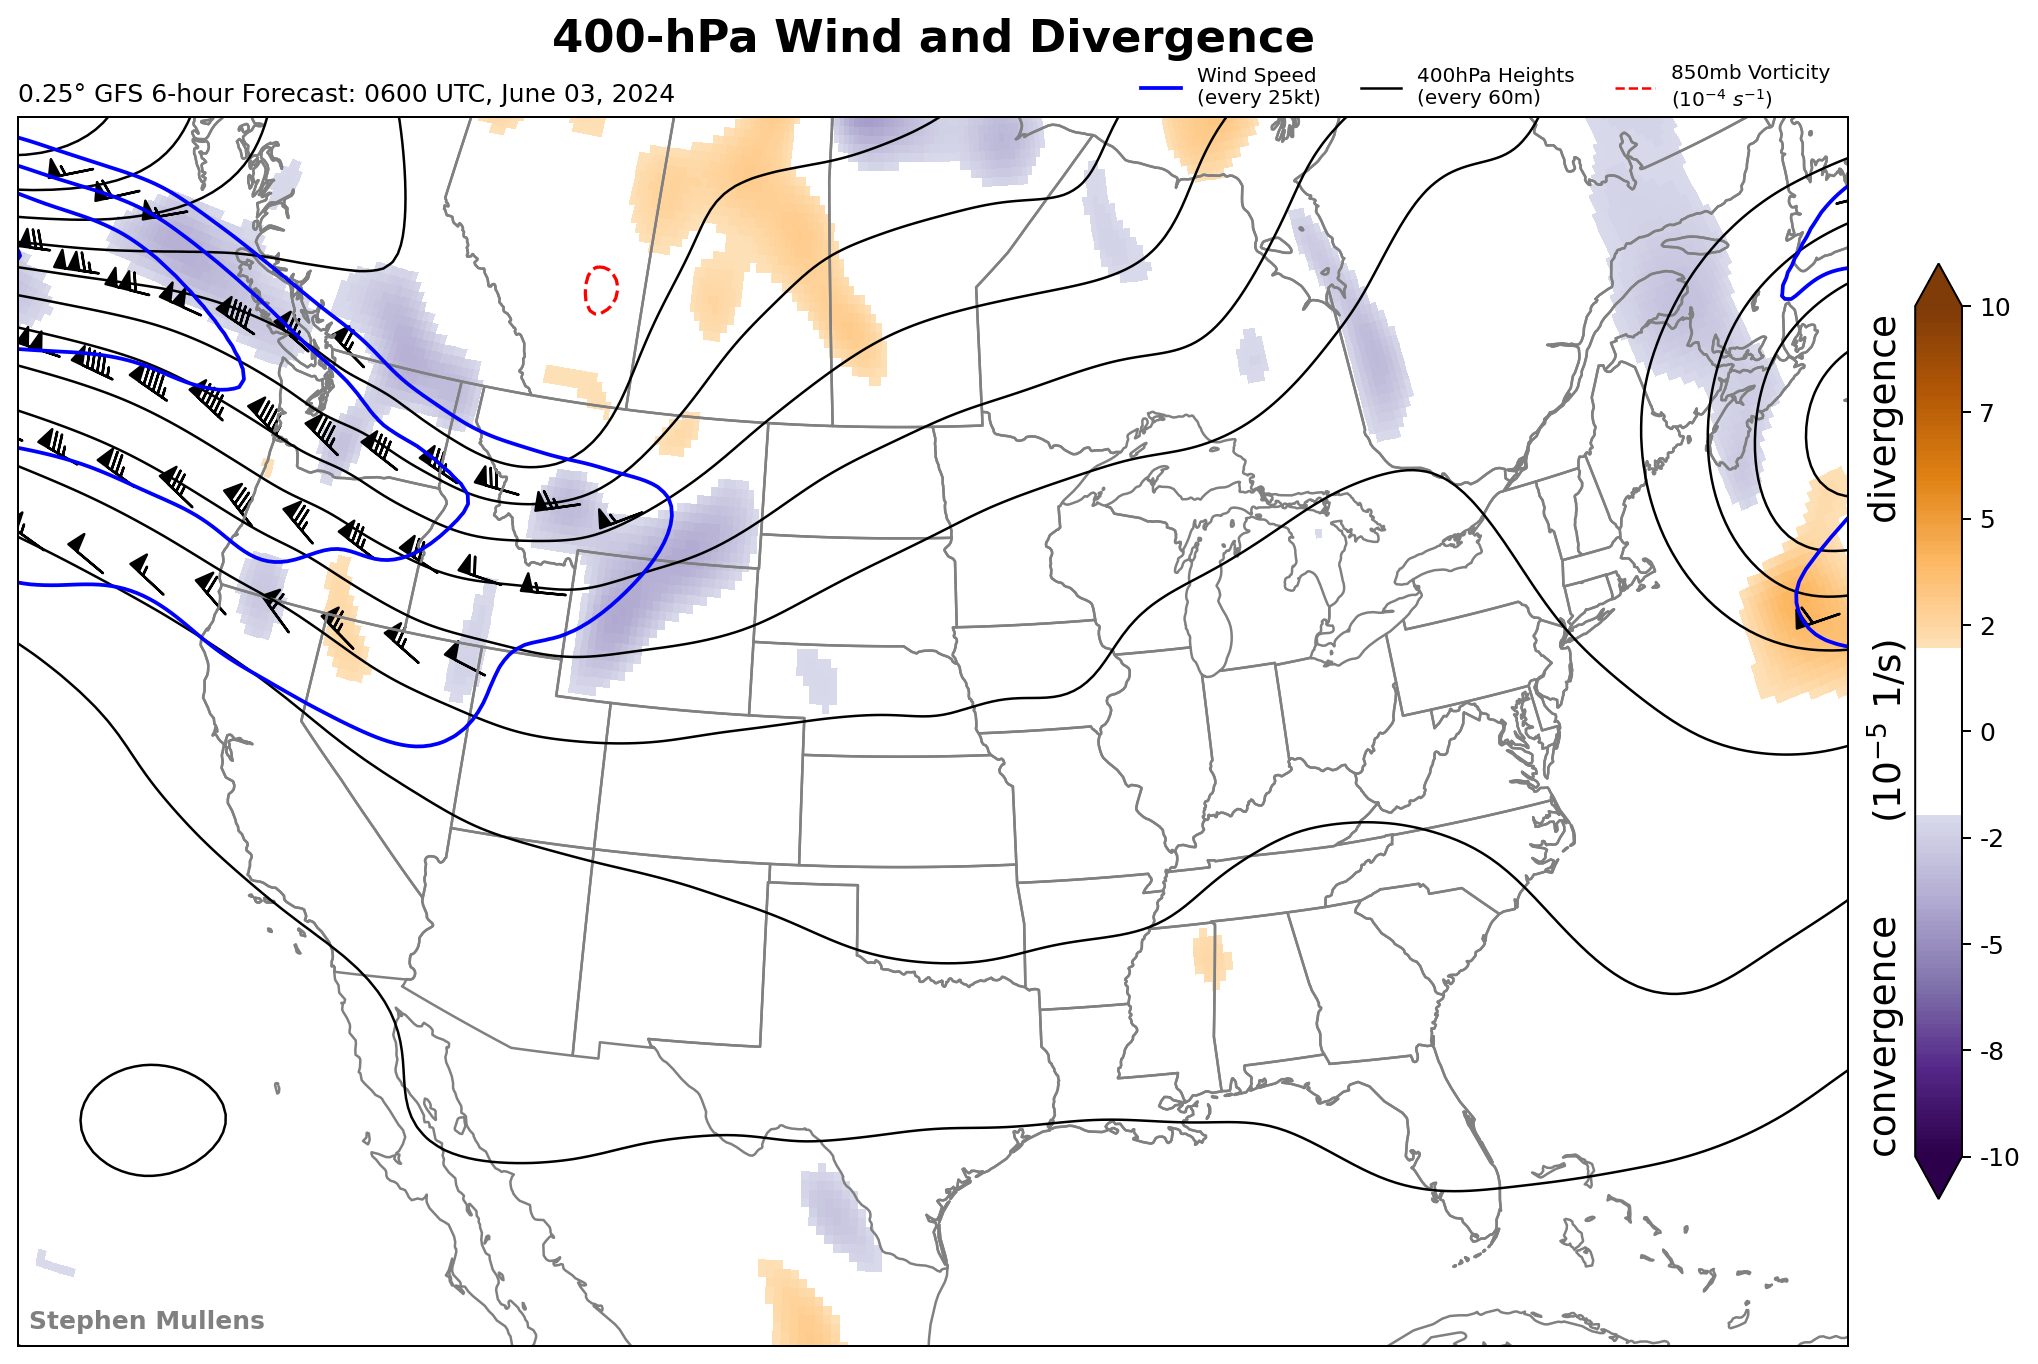 400-hPa Wind and Divergence
0.25° GFS 6-hour Forecast: 0600 UTC, June 03, 2024
Wind Speed
(every 25kt)
400hPa Heights
(every 60m)
850mb Vorticity
(10⁻⁴ s⁻¹)
10
7
5
2
0
-2
-5
-8
-10
convergence (10⁻⁵ 1/s) divergence
Stephen Mullens